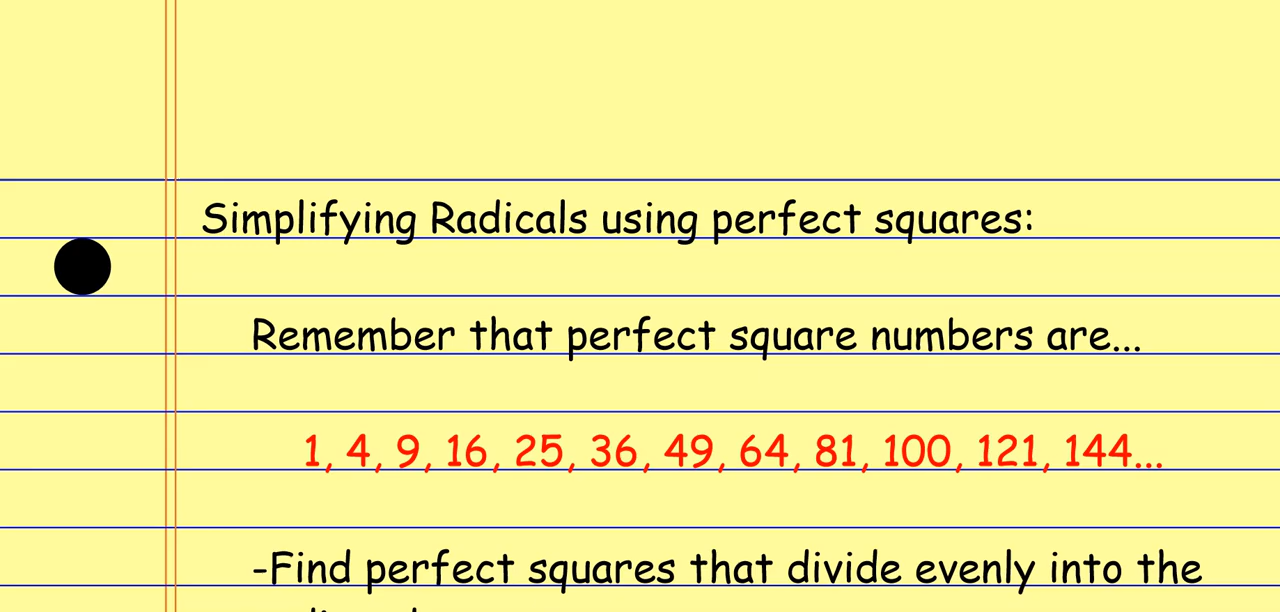 Simplifying Radicals using perfect squares:
Remember that perfect square numbers are...
1, 4, 9, 16, 25, 36, 49, 64, 81, 100, 121, 144...
-Find perfect squares that divide evenly into the